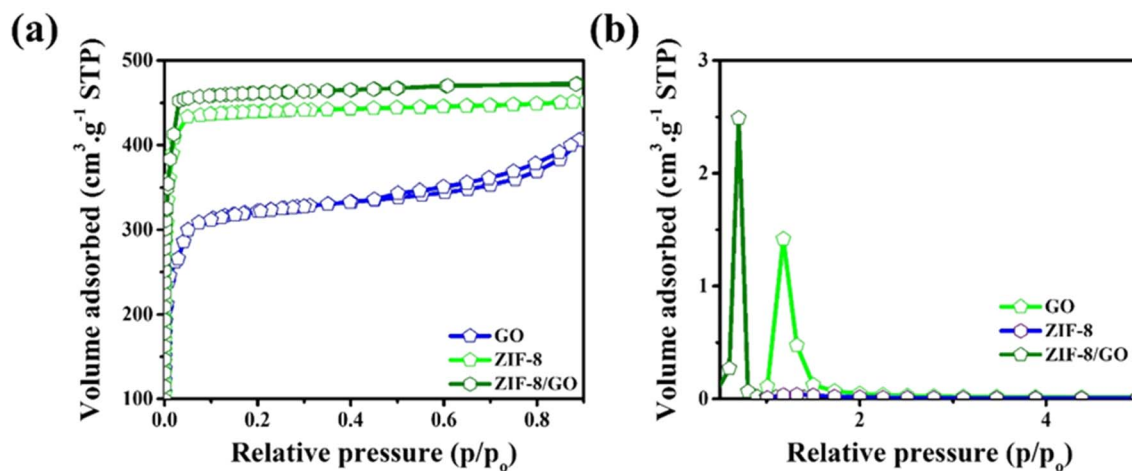 (a)
Volume adsorbed (cm³.g⁻¹ STP)
500
400
300
200
100
0.0 0.2 0.4 0.6 0.8
Relative pressure (p/pₒ)
GO
ZIF-8
ZIF-8/GO
(b)
Volume adsorbed (cm³.g⁻¹ STP)
3
2
1
0
2 4
Relative pressure (p/pₒ)
GO
ZIF-8
ZIF-8/GO